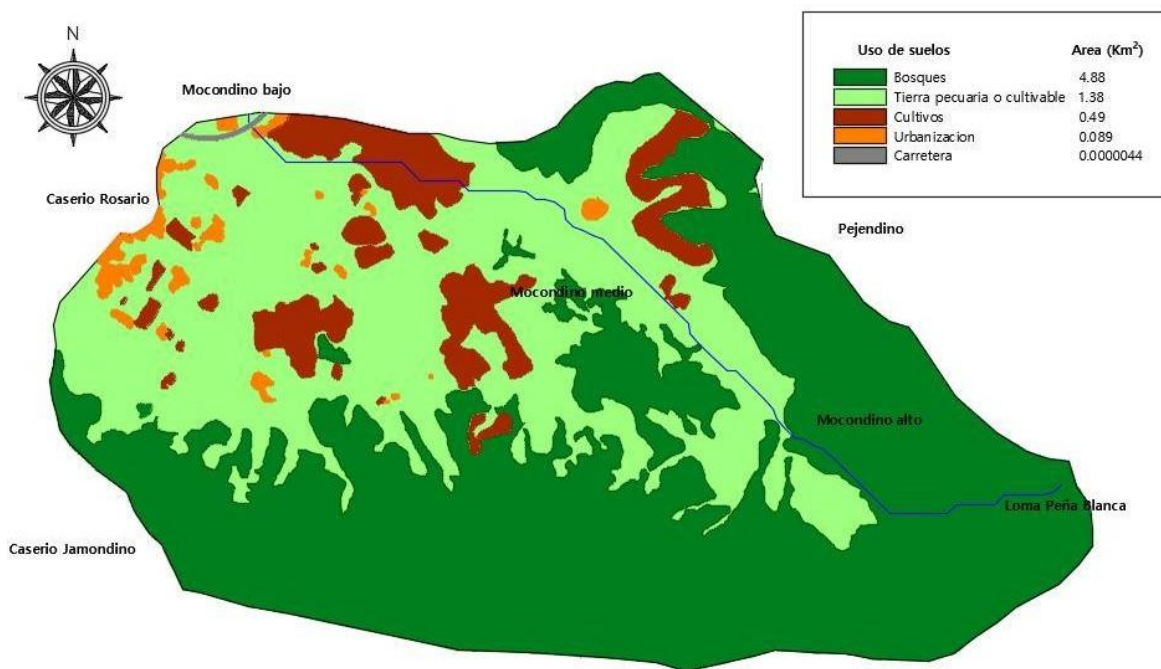 N
Uso de suelos Area (Km²)
Bosques 4.88
Tierra pecuaria o cultivable 1.38
Cultivos 0.49
Urbanizacion 0.089
Carretera 0.0000044
Mocondino bajo
Caserio Rosario
Pejendino
Mocondino medio
Mocondino alto
Loma Peña Blanca
Caserio Jamondino